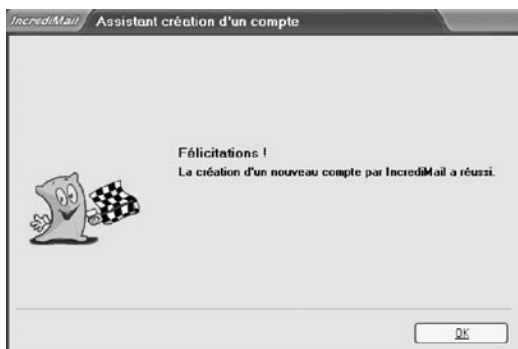 IncrediMail Assistant création d'un compte
Félicitations !
La création d'un nouveau compte par IncrediMail a réussi.
OK